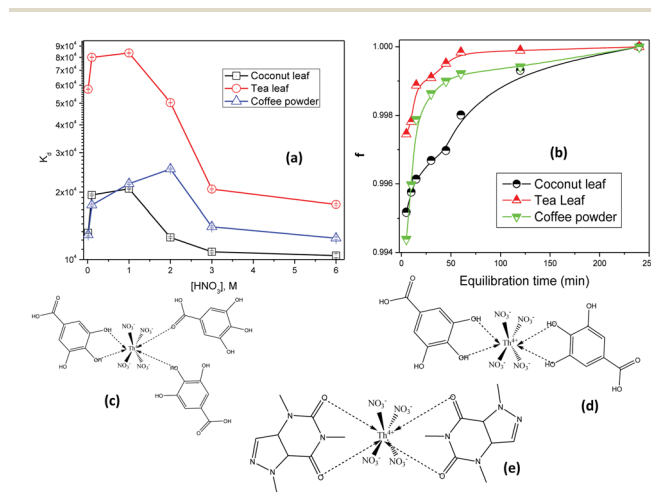 9x10⁴
8x10⁴
7x10⁴
6x10⁴
5x10⁴
4x10⁴
3x10⁴
2x10⁴
10⁴
K_d
Coconut leaf
Tea leaf
Coffee powder
(a)
0 1 2 3 4 5 6
[HNO₃], M
1.000
0.998
0.996
0.994
f
(b)
Coconut leaf
Tea Leaf
Coffee powder
0 50 100 150 200 24
Equilibration time (min)
O
HO
OH
OH
OH
NO₃⁻ NO₃⁻
Th⁴⁺
NO₃⁻ NO₃⁻
O
OH
HO
OH
OH
HO
HO
OH
O
OH
(c)
O
HO
OH
OH
OH
NO₃⁻ NO₃⁻
Th⁴⁺
NO₃⁻ NO₃⁻
OH
HO
HO
O
HO
(d)
O
N
N
N
N
O
NO₃⁻ NO₃⁻
Th⁴⁺
NO₃⁻ NO₃⁻
O
N
N
N
N
O
(e)